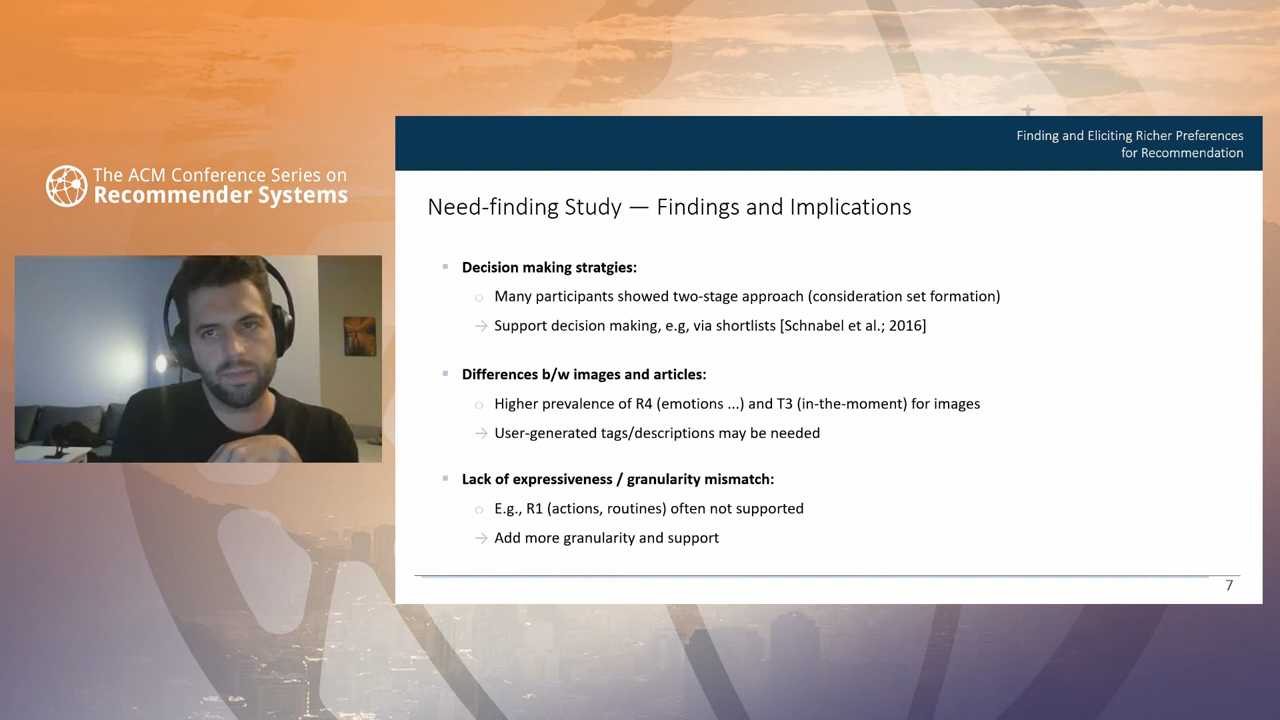 The ACM Conference Series on
Recommender Systems
Finding and Eliciting Richer Preferences
for Recommendation
Need-finding Study — Findings and Implications
Decision making stratgies:
Many participants showed two-stage approach (consideration set formation)
→ Support decision making, e.g, via shortlists [Schnabel et al.; 2016]
Differences b/w images and articles:
Higher prevalence of R4 (emotions ...) and T3 (in-the-moment) for images
→ User-generated tags/descriptions may be needed
Lack of expressiveness / granularity mismatch:
E.g., R1 (actions, routines) often not supported
→ Add more granularity and support
7